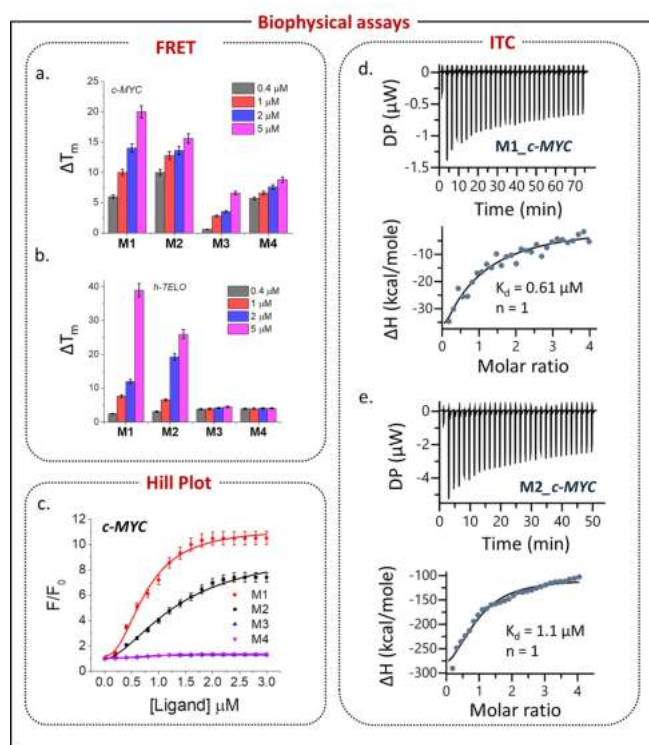 Biophysical assays
FRET
a.
c-MYC
0.4 μM
1 μM
2 μM
5 μM
ΔTm
25
20
15
10
5
0
M1 M2 M3 M4
b.
h-TELO
0.4 μM
1 μM
2 μM
5 μM
ΔTm
40
30
20
10
0
M1 M2 M3 M4
Hill Plot
c.
c-MYC
F/F0
12
10
8
6
4
2
0
M1
M2
M3
M4
0.0 0.5 1.0 1.5 2.0 2.5 3.0
[Ligand] μM
ITC
d.
DP (μW)
0
-0.5
-1
-1.5
M1_c-MYC
0 10 20 30 40 50 60 70
Time (min)
ΔH (kcal/mole)
-10
-20
-30
Kd = 0.61 μM
n = 1
0 1 2 3 4
Molar ratio
e.
DP (μW)
0
-2
-4
M2_c-MYC
0 10 20 30 40 50
Time (min)
ΔH (kcal/mole)
-100
-150
-200
-250
-300
Kd = 1.1 μM
n = 1
0 1 2 3 4
Molar ratio